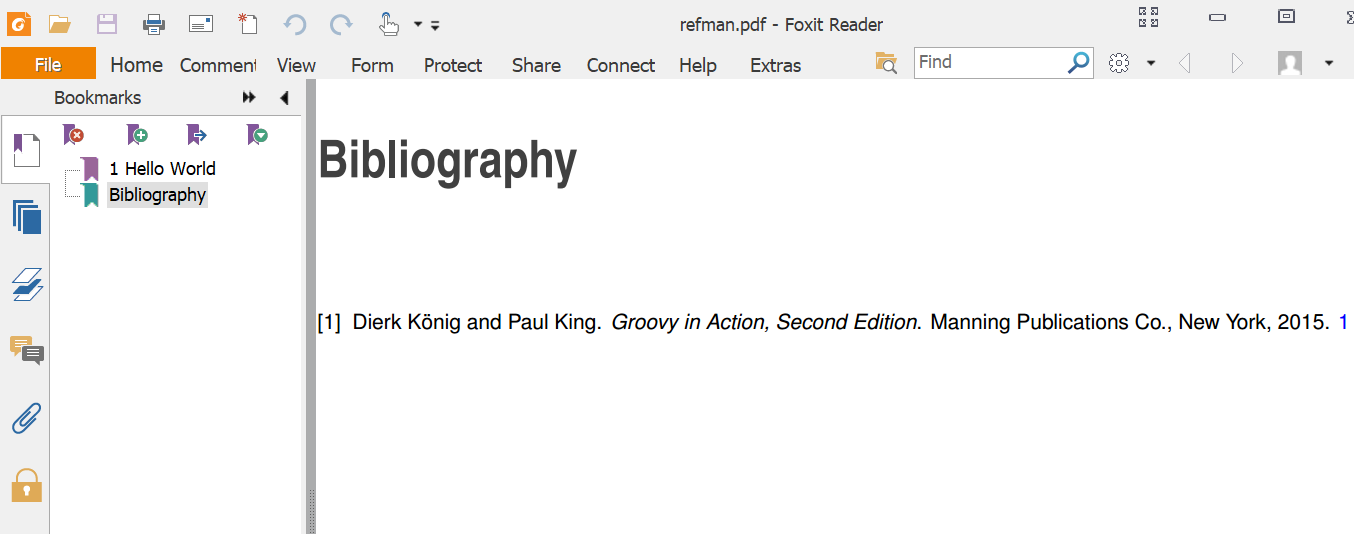 refman.pdf - Foxit Reader
File Home Comment View Form Protect Share Connect Help Extras Find
Bookmarks
1 Hello World
Bibliography
Bibliography
[1] Dierk König and Paul King. Groovy in Action, Second Edition. Manning Publications Co., New York, 2015. 1